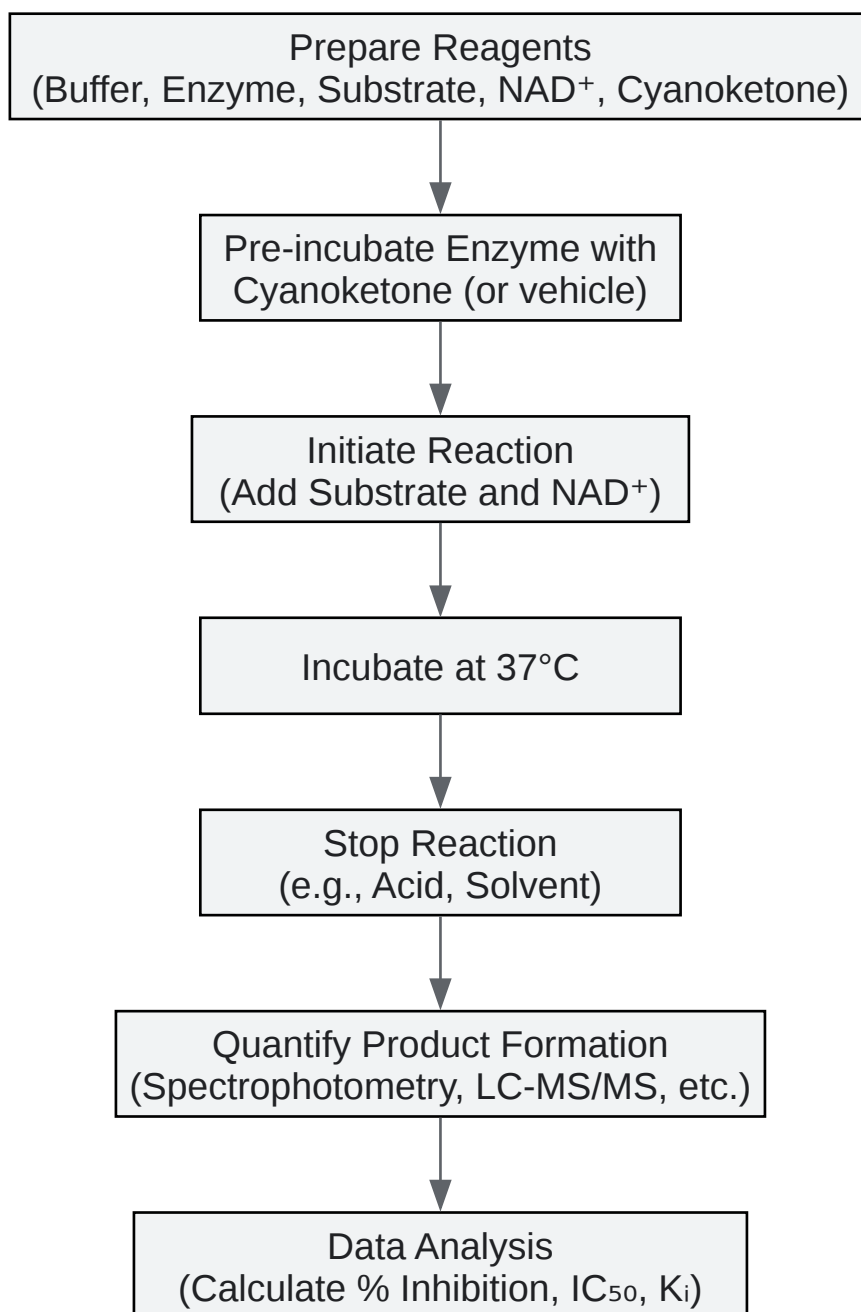 Prepare Reagents
(Buffer, Enzyme, Substrate, NAD⁺, Cyanoketone)
Pre-incubate Enzyme with
Cyanoketone (or vehicle)
Initiate Reaction
(Add Substrate and NAD⁺)
Incubate at 37°C
Stop Reaction
(e.g., Acid, Solvent)
Quantify Product Formation
(Spectrophotometry, LC-MS/MS, etc.)
Data Analysis
(Calculate % Inhibition, IC₅₀, Kᵢ)